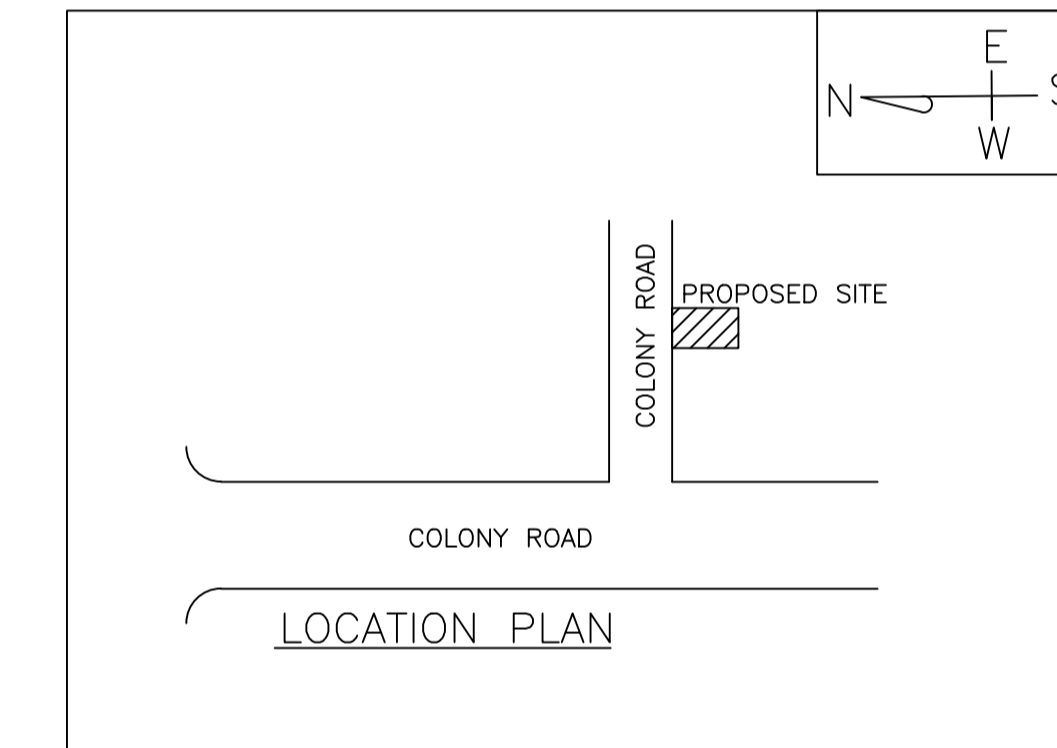 E
N S
W
COLONY ROAD
PROPOSED SITE
COLONY ROAD
LOCATION PLAN